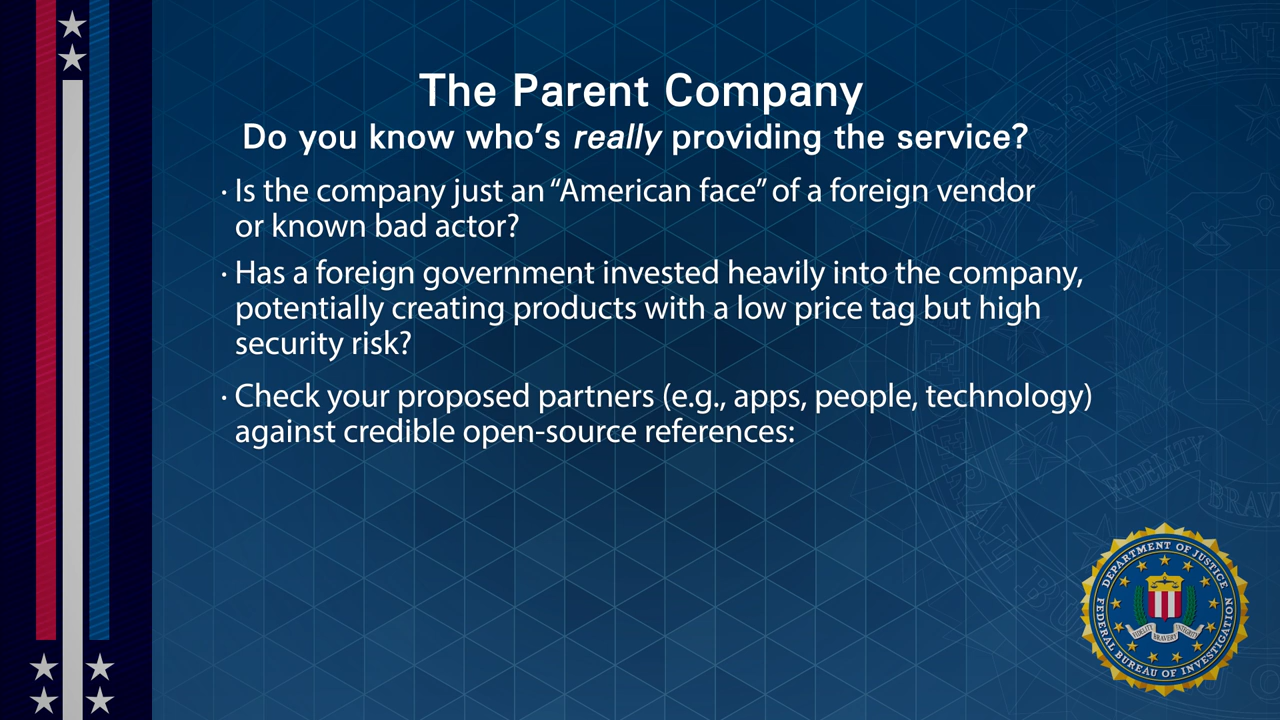 The Parent Company
Do you know who’s really providing the service?
· Is the company just an “American face” of a foreign vendor
or known bad actor?
· Has a foreign government invested heavily into the company,
potentially creating products with a low price tag but high
security risk?
· Check your proposed partners (e.g., apps, people, technology)
against credible open-source references:
DEPARTMENT OF JUSTICE
FEDERAL BUREAU OF INVESTIGATION
FIDELITY BRAVERY INTEGRITY
FIDELITY